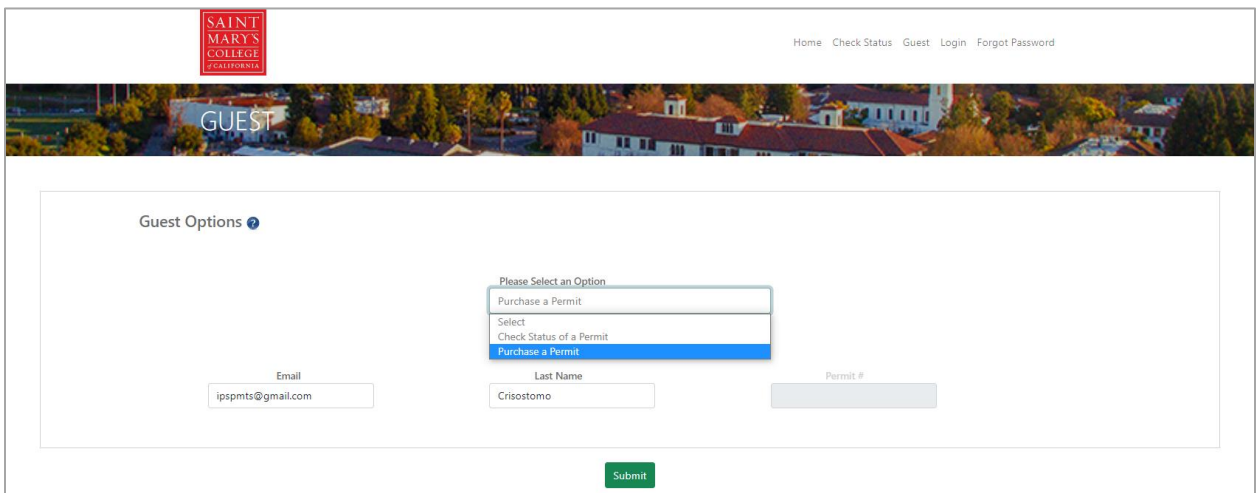 SAINT
MARY'S
COLLEGE
of CALIFORNIA
Home Check Status Guest Login Forgot Password
GUEST
Guest Options ?
Please Select an Option
Purchase a Permit
Select
Check Status of a Permit
Purchase a Permit
Email Last Name Permit #
ipspmts@gmail.com Crisostomo
Submit